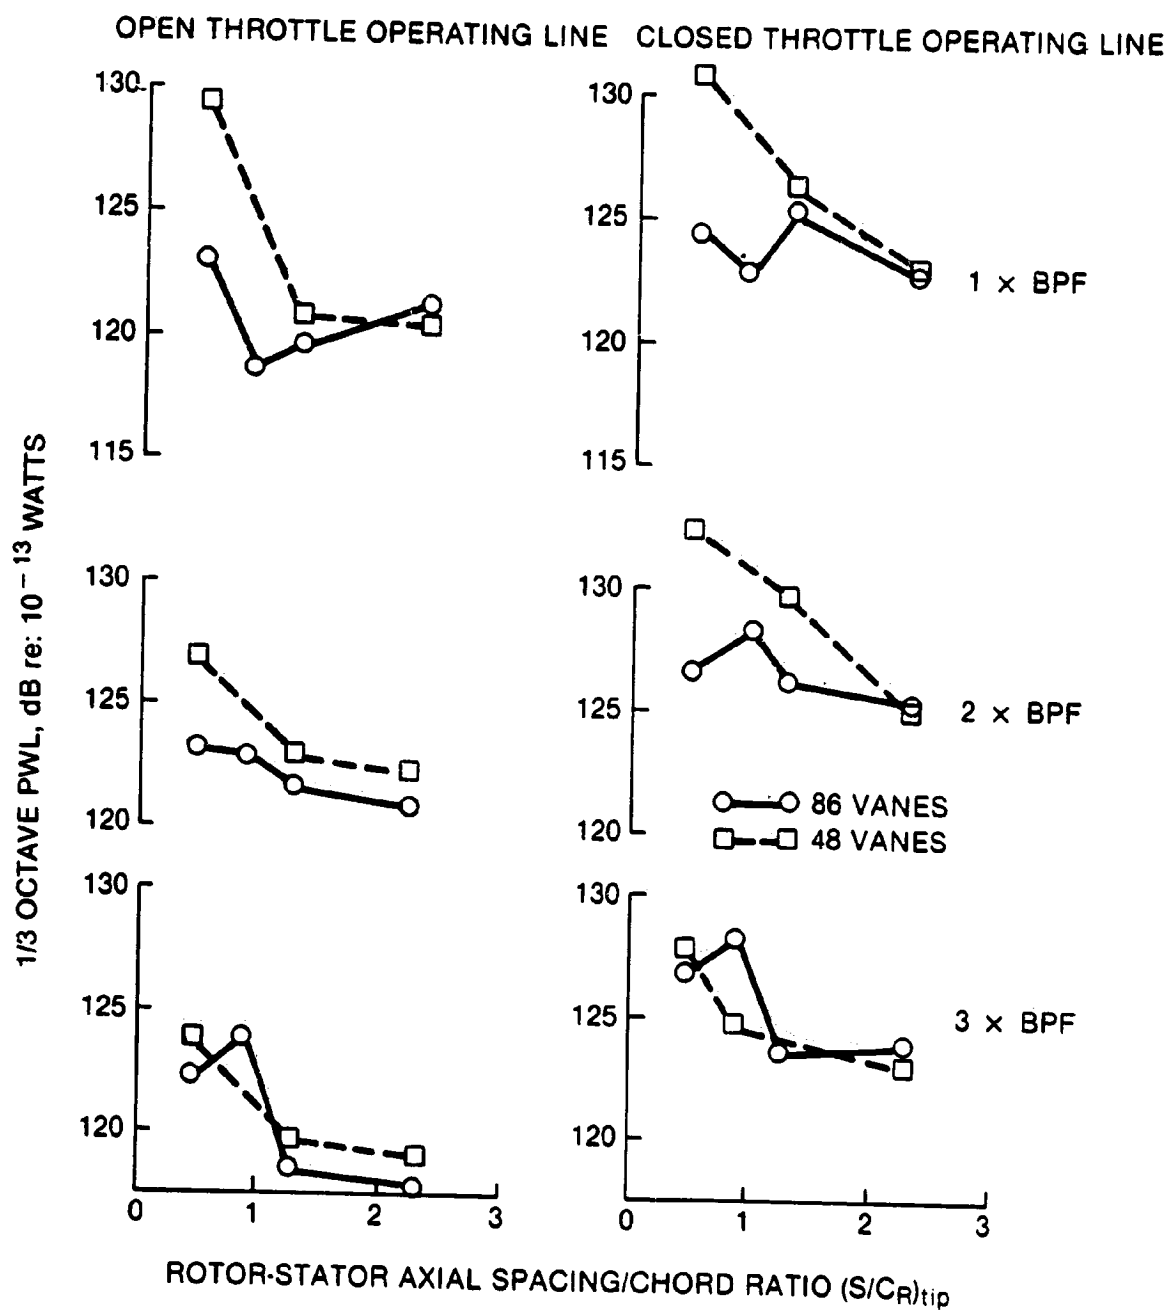 OPEN THROTTLE OPERATING LINE CLOSED THROTTLE OPERATING LINE
130
125
120
115
130
125
120
115
1 × BPF
130
125
120
130
125
120
2 × BPF
86 VANES
48 VANES
130
125
120
130
125
120
3 × BPF
0 1 2 3
0 1 2 3
1/3 OCTAVE PWL, dB re: 10⁻¹³ WATTS
ROTOR-STATOR AXIAL SPACING/CHORD RATIO (S/CR)tip